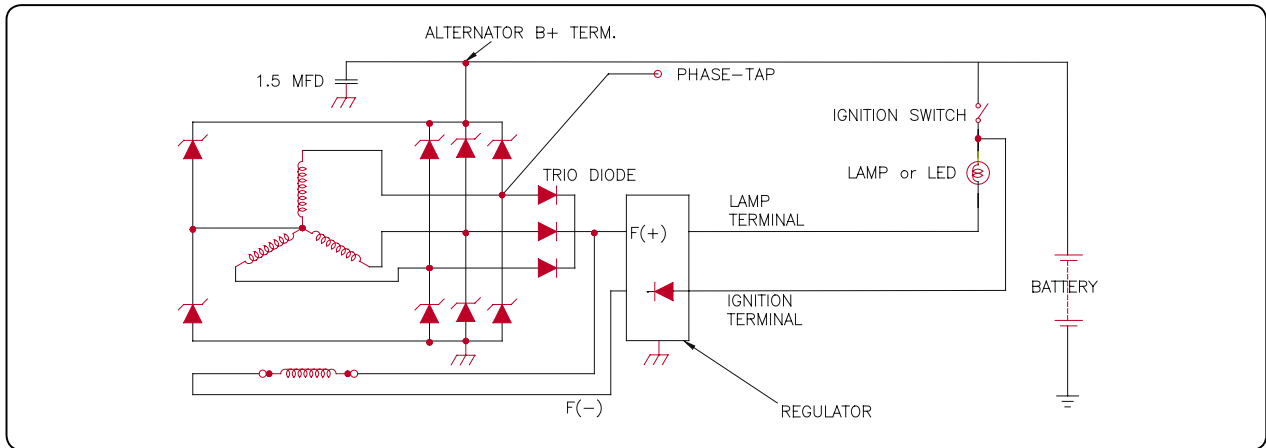 ALTERNATOR B+ TERM.
1.5 MFD
PHASE-TAP
IGNITION SWITCH
LAMP or LED
TRIO DIODE
LAMP
TERMINAL
F(+)
IGNITION
TERMINAL
BATTERY
F(-)
REGULATOR